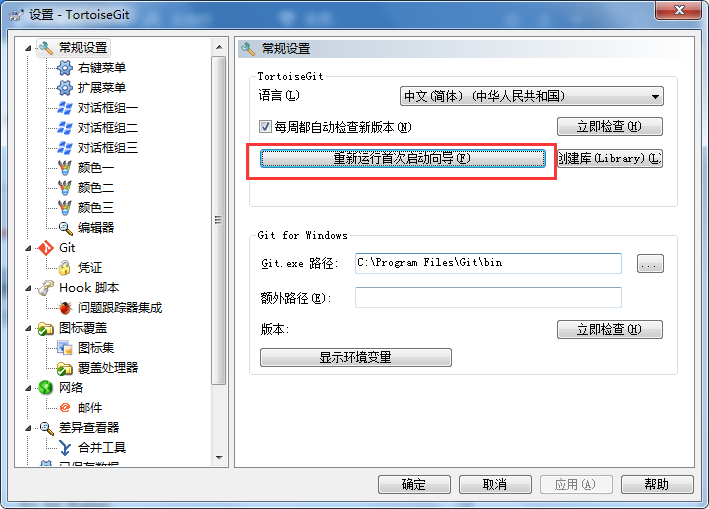 设置 - TortoiseGit
常规设置
右键菜单
扩展菜单
对话框组一
对话框组二
对话框组三
颜色一
颜色二
颜色三
编辑器
Git
凭证
Hook 脚本
问题跟踪器集成
图标覆盖
图标集
覆盖处理器
网络
邮件
差异查看器
合并工具
已保存数据
常规设置
TortoiseGit
语言(L)
中文(简体) (中华人民共和国)
每周都自动检查新版本(N)
立即检查(H)
重新运行首次启动向导(F)
创建库(Library)(L)
Git for Windows
Git.exe 路径:
C:\Program Files\Git\bin
...
额外路径(E):
版本:
立即检查(H)
显示环境变量
确定
取消
应用(A)
帮助